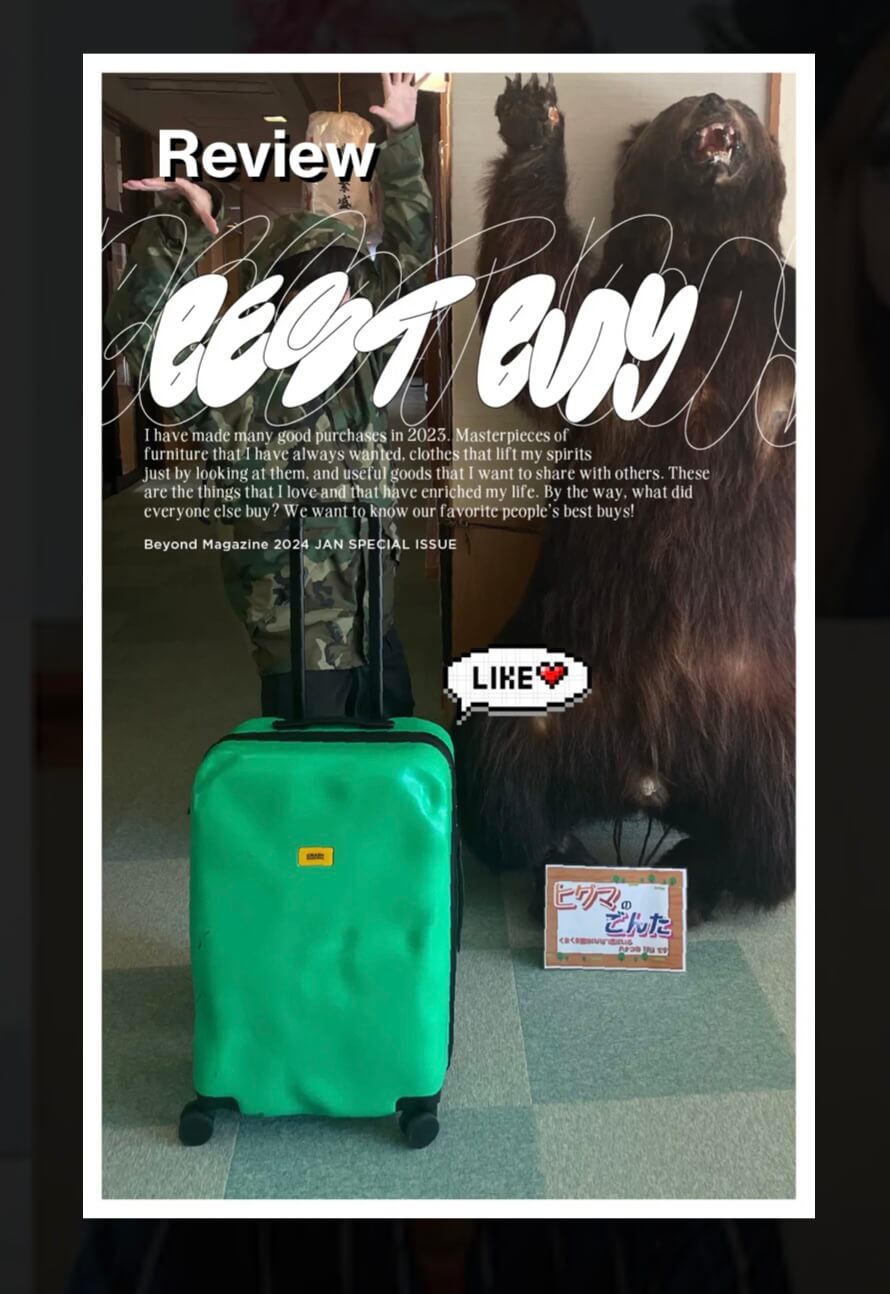 Review
繁盛
BEST BUY
I have made many good purchases in 2023. Masterpieces of
furniture that I have always wanted, clothes that lift my spirits
just by looking at them, and useful goods that I want to share with others. These
are the things that I love and that have enriched my life. By the way, what did
everyone else buy? We want to know our favorite people's best buys!
Beyond Magazine 2024 JAN SPECIAL ISSUE
LIKE
ヒグマの
ごんた